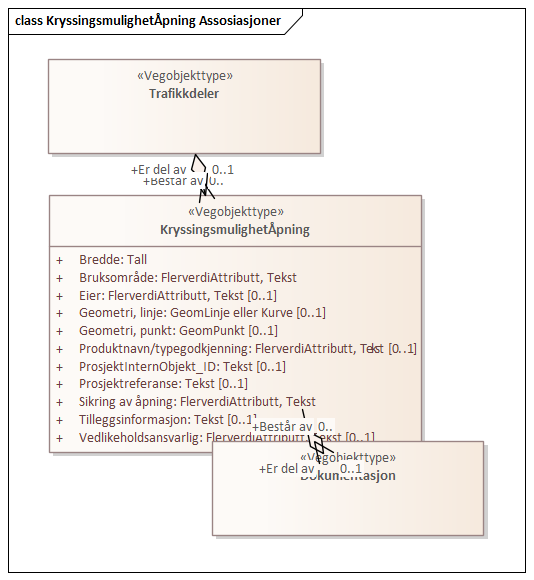 class KryssingsmulighetÅpning Assosiasjoner
«Vegobjekttype»
Trafikkdeler
+Er del av 0..1
+Består av 0..
«Vegobjekttype»
KryssingsmulighetÅpning
+ Bredde: Tall
+ Bruksområde: FlerverdiAttributt, Tekst
+ Eier: FlerverdiAttributt, Tekst [0..1]
+ Geometri, linje: GeomLinje eller Kurve [0..1]
+ Geometri, punkt: GeomPunkt [0..1]
+ Produktnavn/typegodkjenning: FlerverdiAttributt, Tekst [0..1]
+ ProsjektInternObjekt_ID: Tekst [0..1]
+ Prosjektreferanse: Tekst [0..1]
+ Sikring av åpning: FlerverdiAttributt, Tekst
+ Tilleggsinformasjon: Tekst [0..1]
+Består av 0..
+ Vedlikeholdsansvarlig: FlerverdiAttributt, Tekst [0..1]
«Vegobjekttype»
+Er del av 0..1
Dokumentasjon